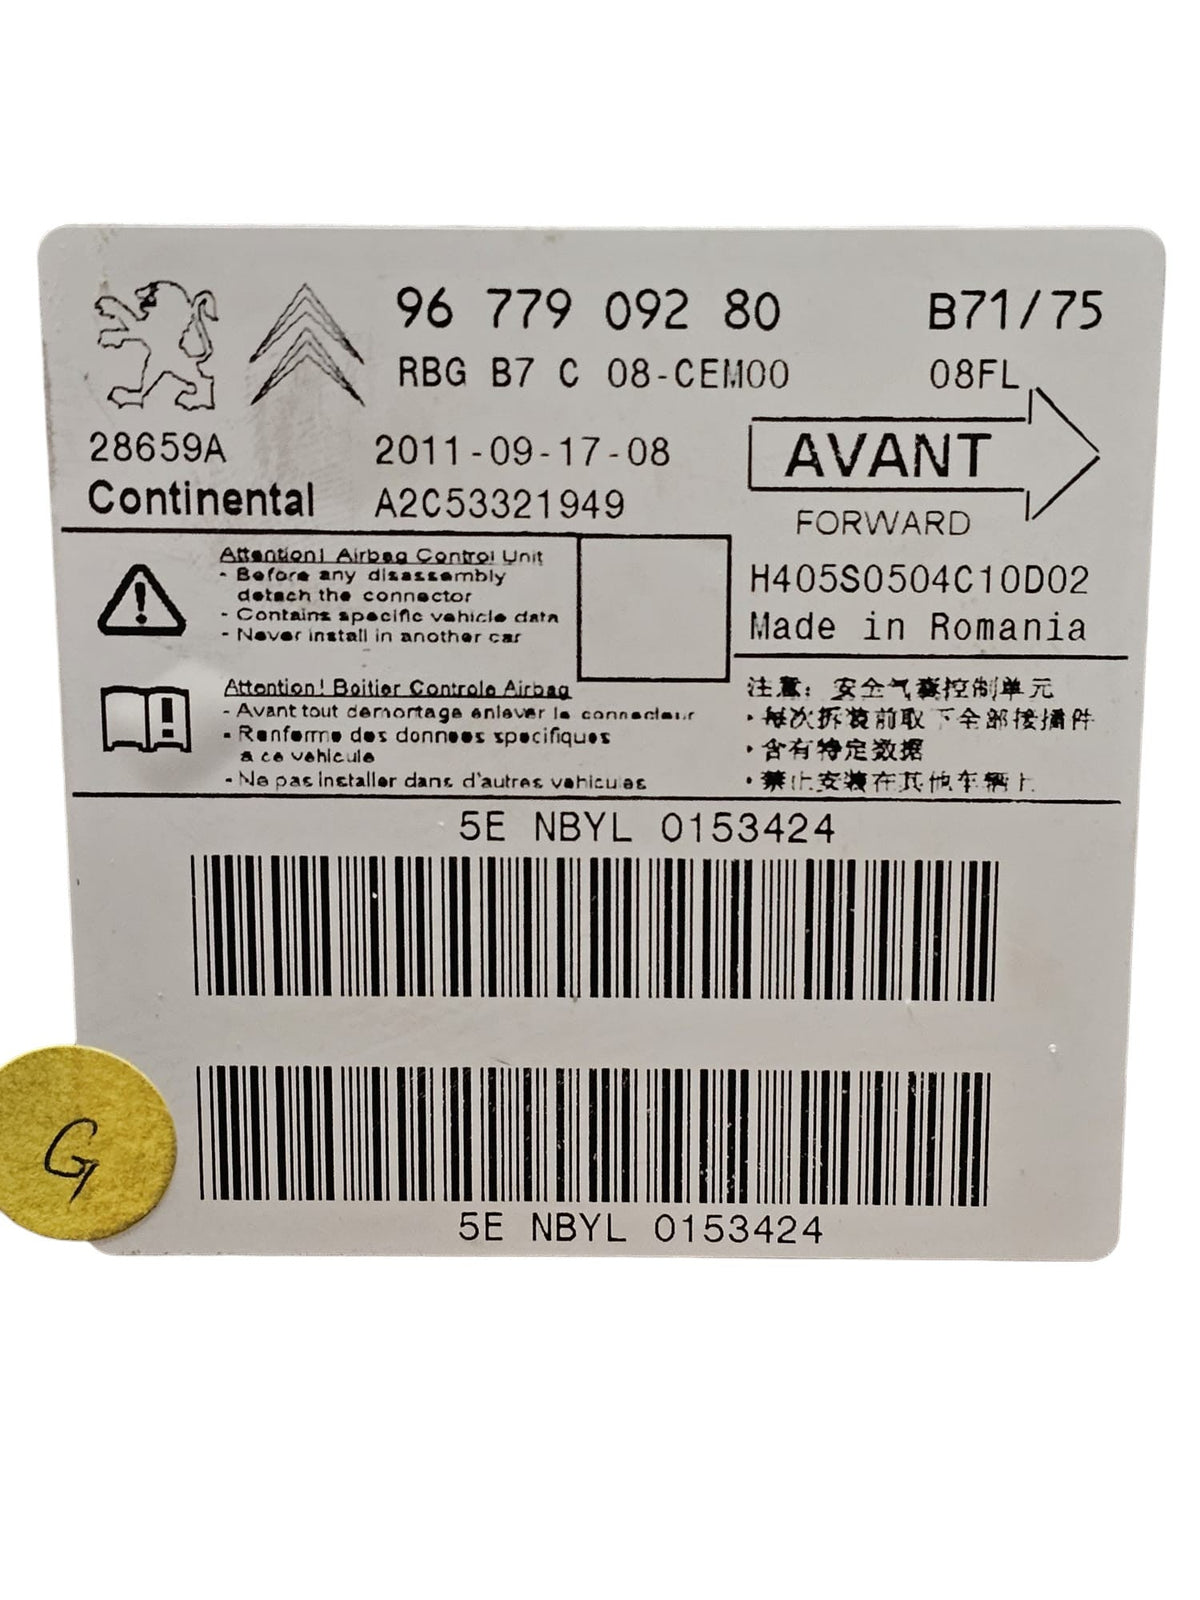 96 779 092 80 B71/75
RBG B7 C 08-CEM00 08FL
28659A 2011-09-17-08 AVANT
Continental A2C53321949 FORWARD
Attention! Airbag Control Unit
- Before any disassembly
detach the connector
- Contains specific vehicle data
- Never install in another car
H405S0504C10D02
Made in Romania
Attention! Boitier Controle Airbag
- Avant tout demontage enlever le connecteur
- Renferme des donnees specifiques
a ce vehicule
- Ne pas installer dans d'autres vehicules
注意: 安全气囊控制单元
·每次拆装前取下全部接插件
·含有特定数据
·禁止安装在其他车辆上
5E NBYL 0153424
5E NBYL 0153424
G